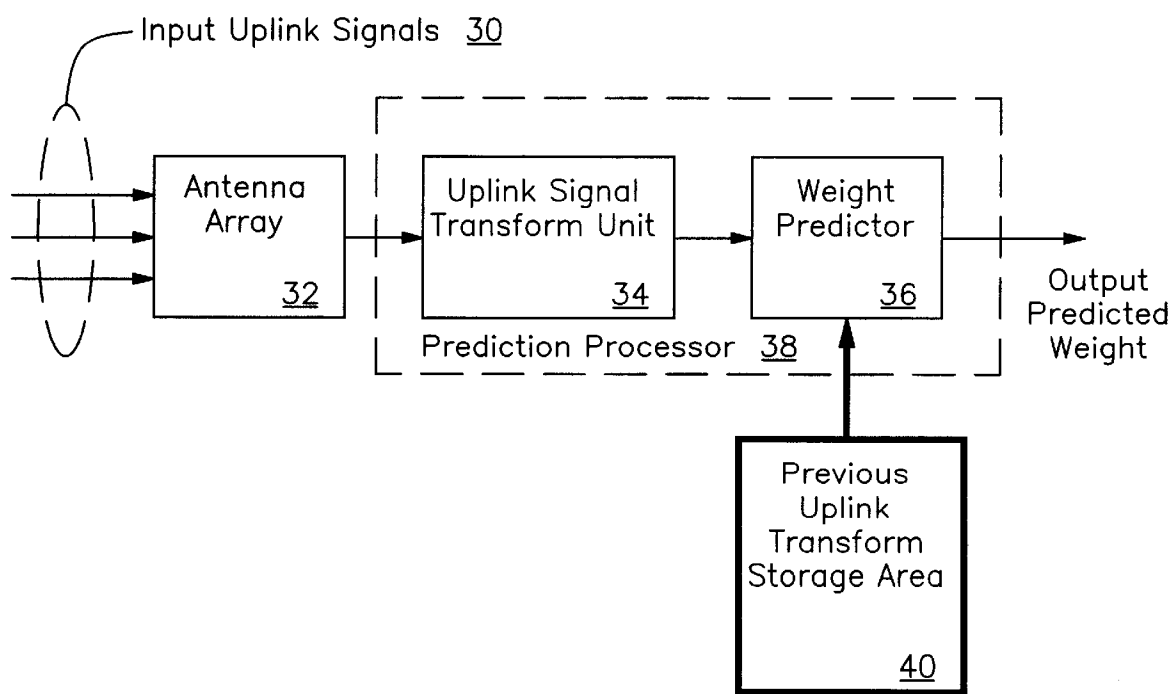 Input Uplink Signals 30
Antenna
Array
32
Uplink Signal
Transform Unit
34
Weight
Predictor
36
Prediction Processor 38
Output
Predicted
Weight
Previous
Uplink
Transform
Storage Area
40